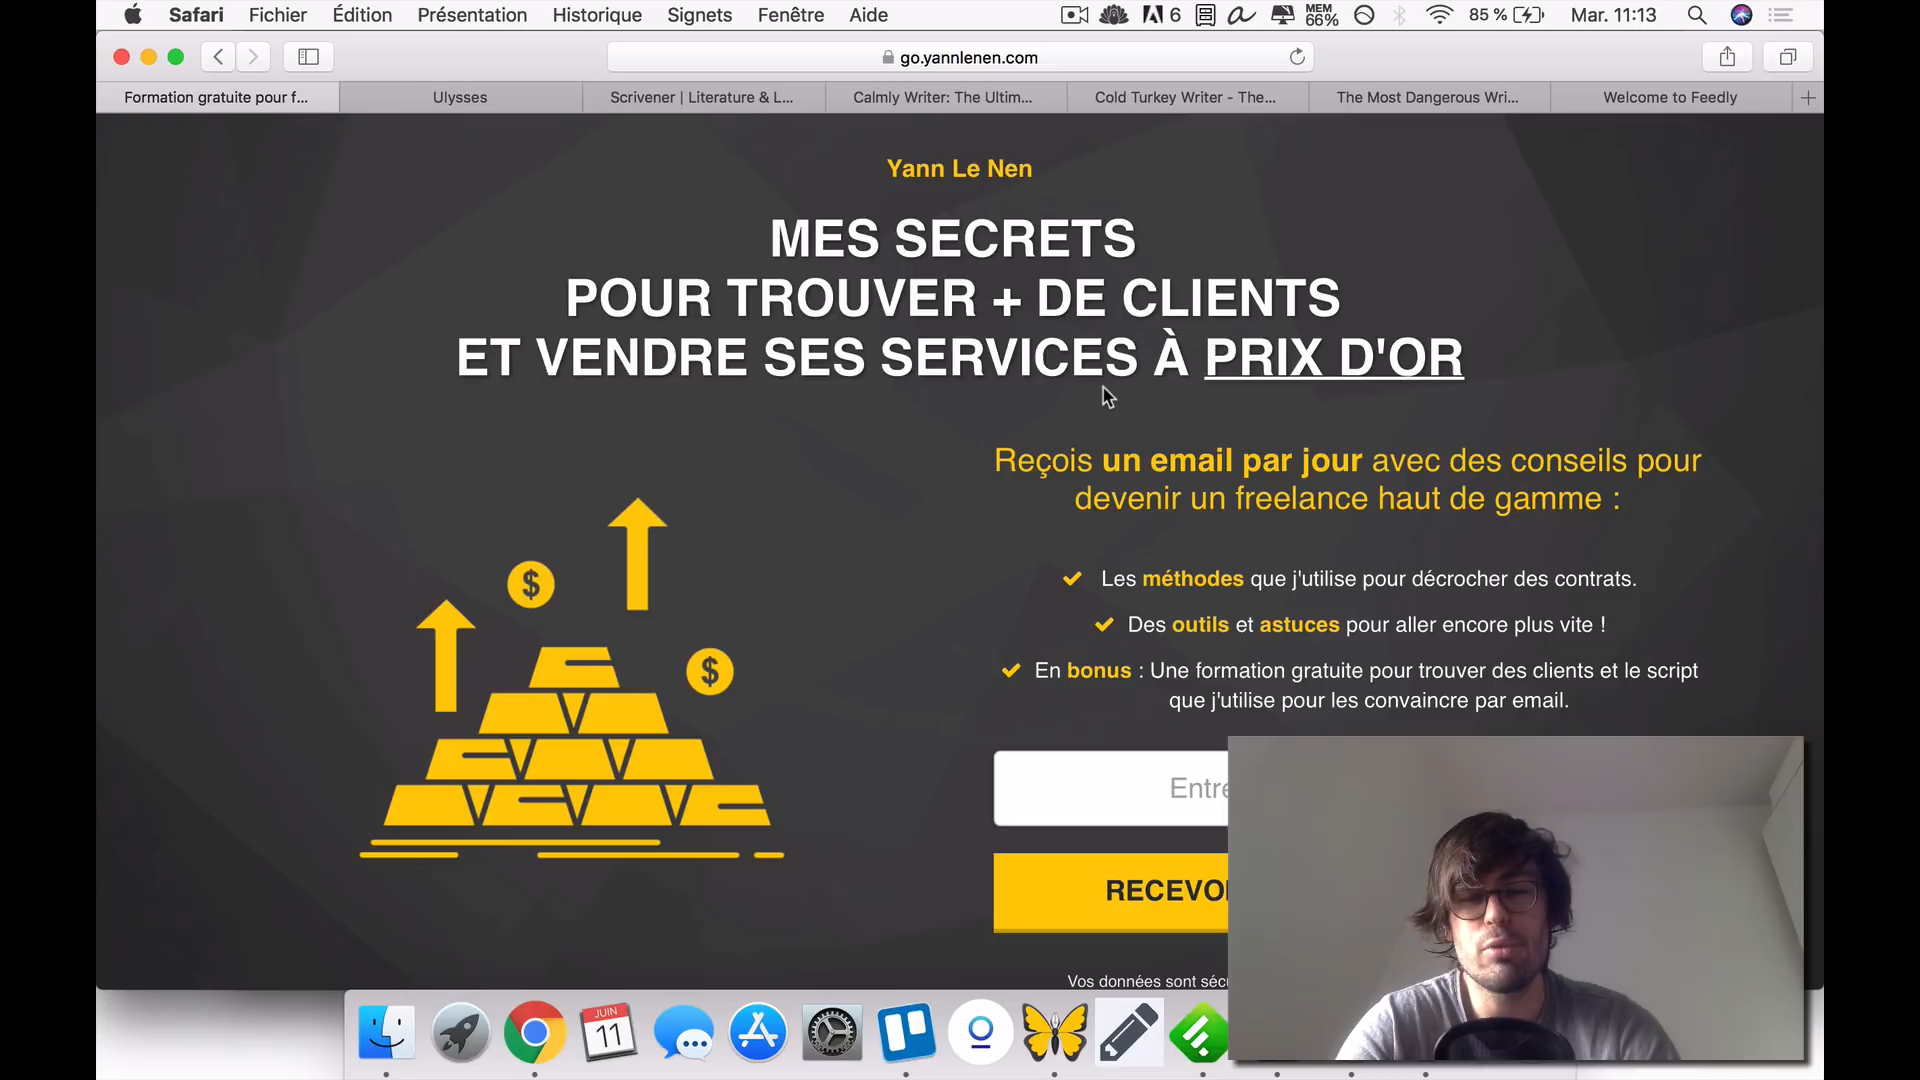 Safari Fichier Édition Présentation Historique Signets Fenêtre Aide 6 MEM 66% 85 % Mar. 11:13
go.yannlenen.com
Formation gratuite pour f... Ulysses Scrivener | Literature & L... Calmly Writer: The Ultim... Cold Turkey Writer - The... The Most Dangerous Wri... Welcome to Feedly
Yann Le Nen
MES SECRETS
POUR TROUVER + DE CLIENTS
ET VENDRE SES SERVICES À PRIX D'OR
Reçois un email par jour avec des conseils pour
devenir un freelance haut de gamme :
Les méthodes que j'utilise pour décrocher des contrats.
Des outils et astuces pour aller encore plus vite !
En bonus : Une formation gratuite pour trouver des clients et le script
que j'utilise pour les convaincre par email.
$
$
Entre
RECEVOI
Vos données sont séc
JUIN
11